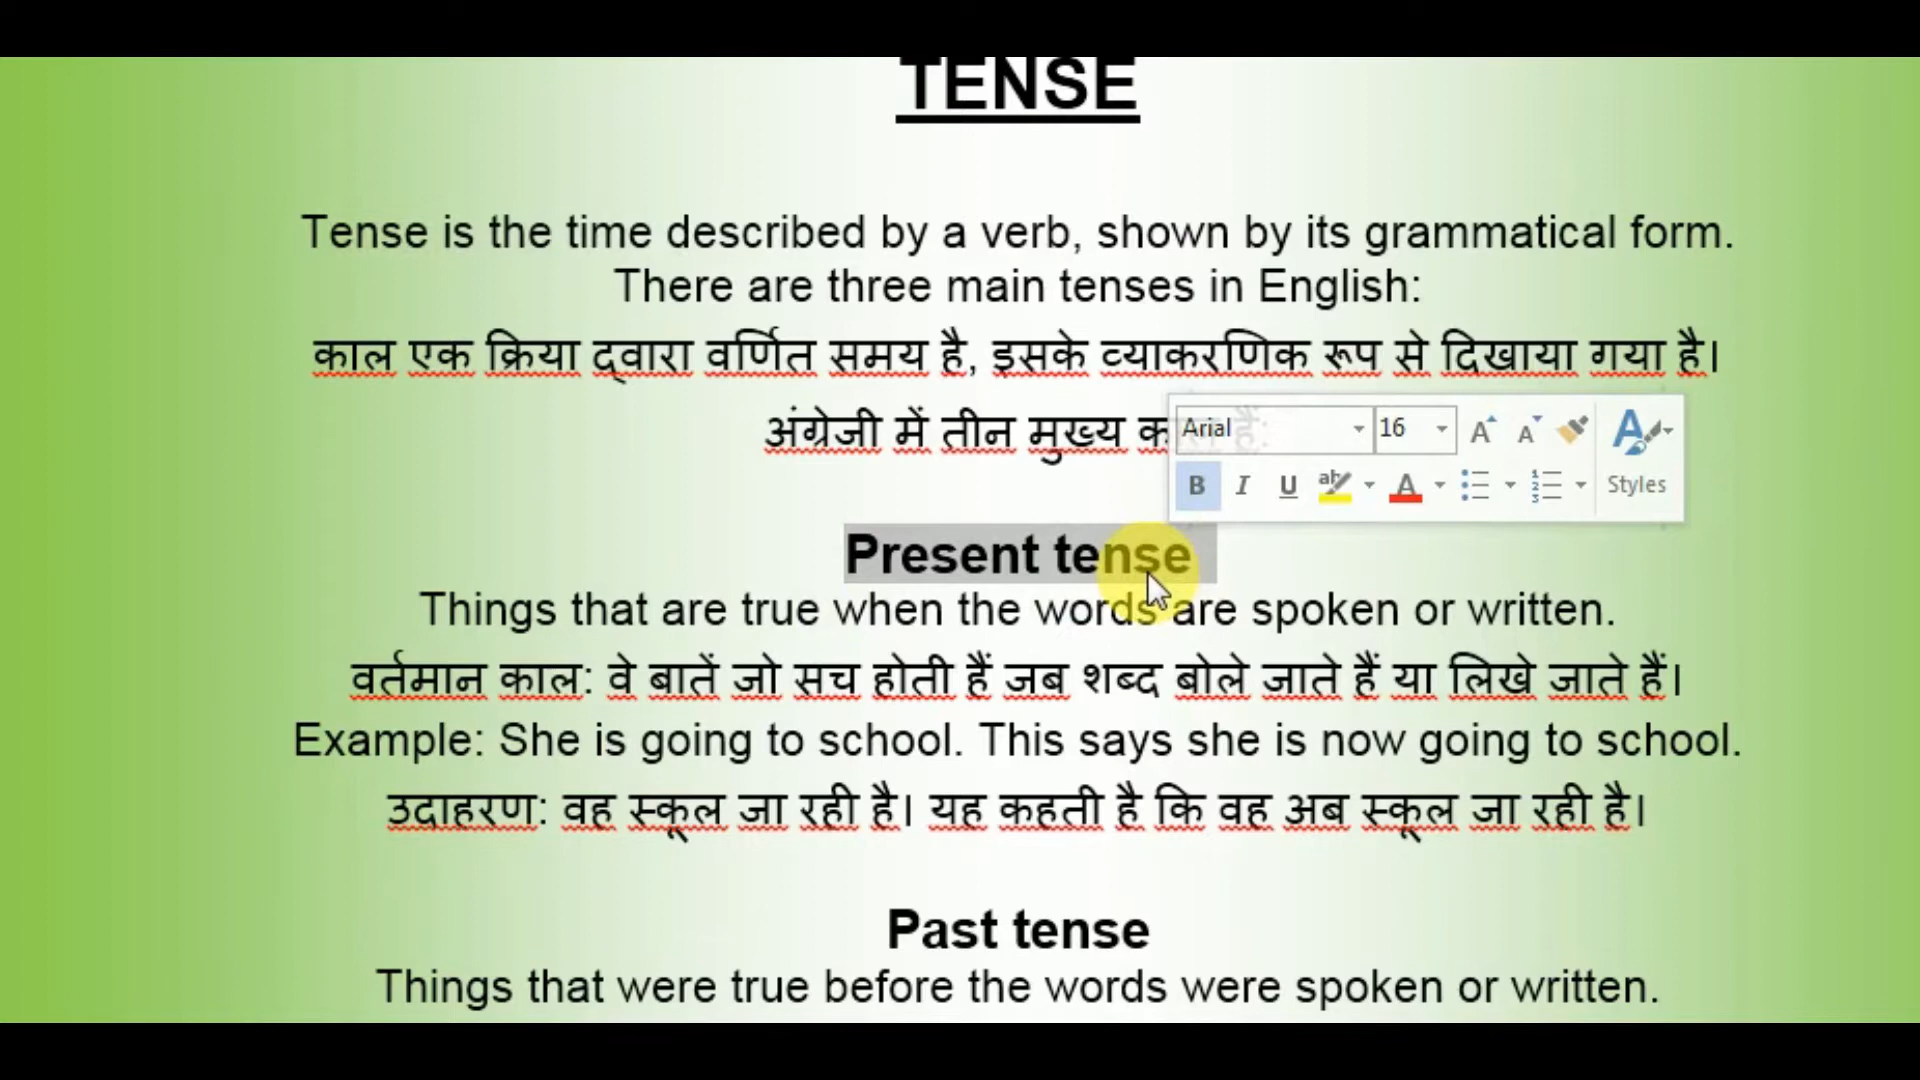 TENSE
Tense is the time described by a verb, shown by its grammatical form.
There are three main tenses in English:
काल एक क्रिया द्वारा वर्णित समय है, इसके व्याकरणिक रूप से दिखाया गया है।
अंग्रेजी में तीन मुख्य
Arial 16
B I U Styles
Present tense
Things that are true when the words are spoken or written.
वर्तमान काल: वे बातें जो सच होती हैं जब शब्द बोले जाते हैं या लिखे जाते हैं।
Example: She is going to school. This says she is now going to school.
उदाहरण: वह स्कूल जा रही है। यह कहती है कि वह अब स्कूल जा रही है।
Past tense
Things that were true before the words were spoken or written.